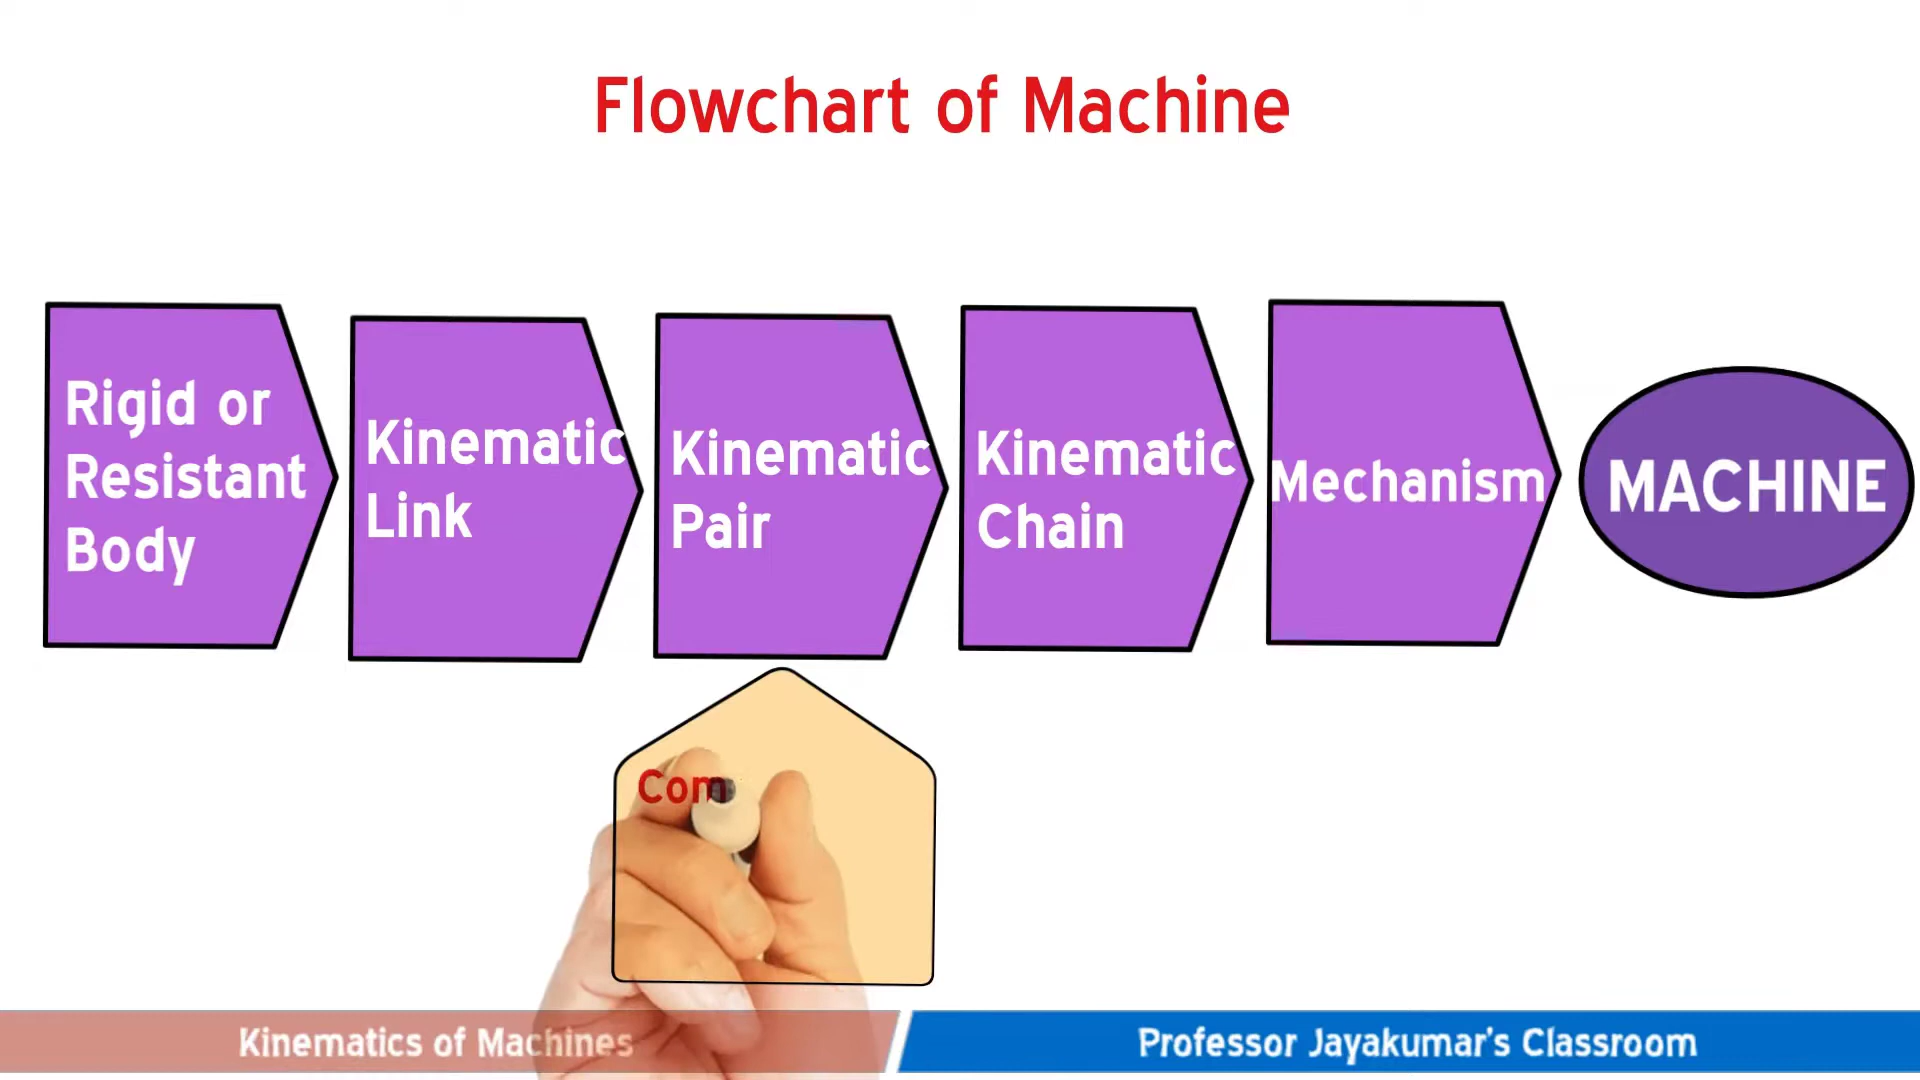 Flowchart of Machine
Rigid or
Resistant
Body
Kinematic
Link
Kinematic
Pair
Kinematic
Chain
Mechanism
MACHINE
Com
Kinematics of Machines
Professor Jayakumar's Classroom